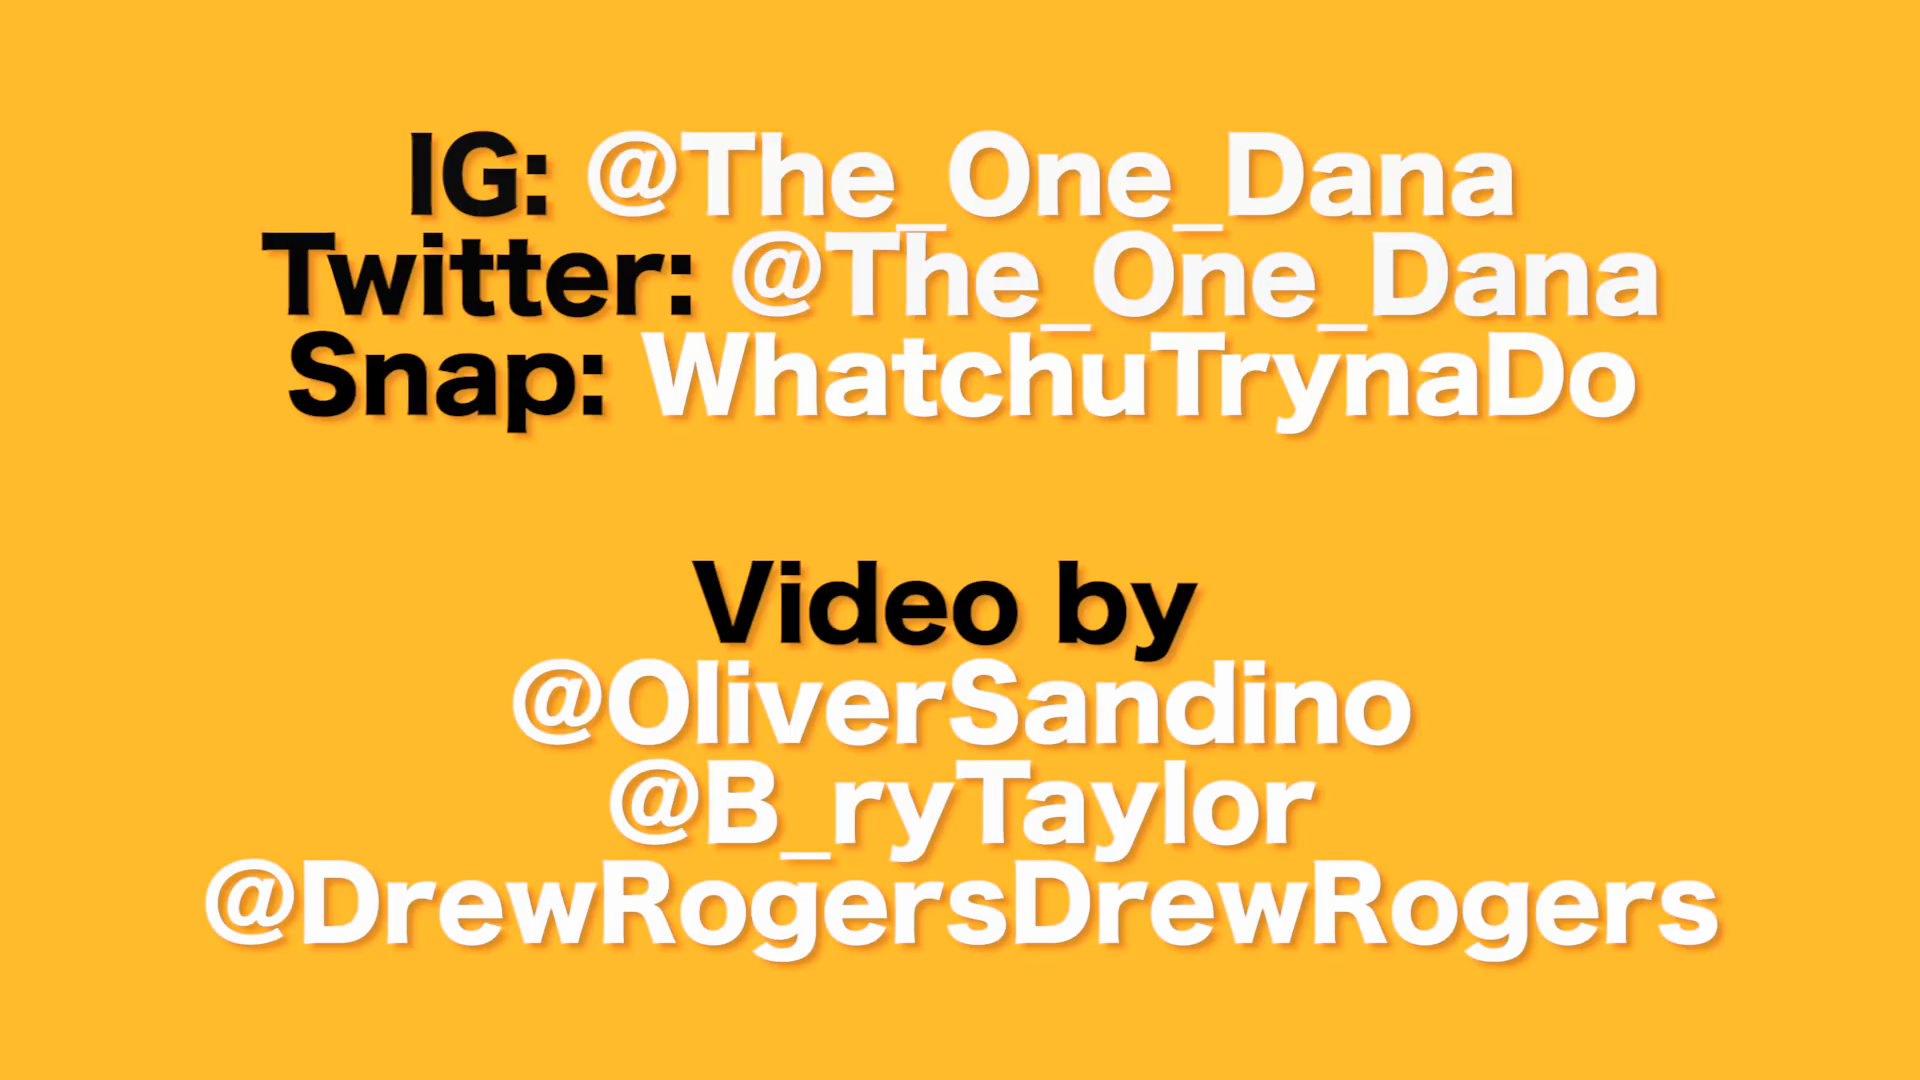 IG: @The_One_Dana
Twitter: @The_One_Dana
Snap: WhatchuTrynaDo
Video by
@OliverSandino
@B_ryTaylor
@DrewRogersDrewRogers